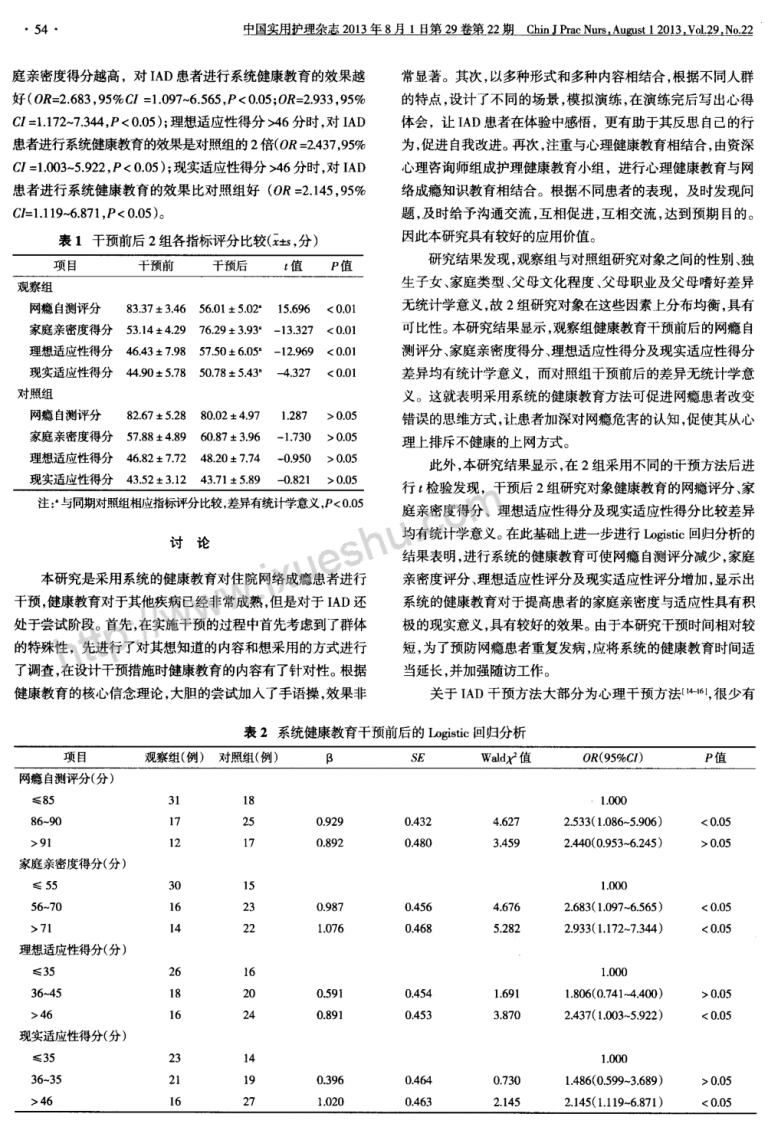 · 54 ·
中国实用护理杂志 2013 年 8 月 1 日第 29 卷第 22 期 Chin J Prac Nurs, August 1 2013, Vol.29, No.22
庭亲密度得分越高，对 IAD 患者进行系统健康教育的效果越
好(OR=2.683,95%CI =1.097~6.565,P<0.05;OR=2.933,95%
CI =1.172~7.344,P<0.05);理想适应性得分>46 分时,对 IAD
患者进行系统健康教育的效果是对照组的 2 倍(OR =2.437,95%
CI =1.003~5.922,P<0.05);现实适应性得分>46 分时,对 IAD
患者进行系统健康教育的效果比对照组好（OR =2.145,95%
CI=1.119~6.871,P<0.05)。
表 1 干预前后 2 组各指标评分比较(x̄±s,分)
项目 干预前 干预后 t 值 P 值
观察组
网瘾自测评分 83.37±3.46 56.01±5.02ª 15.696 <0.01
家庭亲密度得分 53.14±4.29 76.29±3.93ª -13.327 <0.01
理想适应性得分 46.43±7.98 57.50±6.05ª -12.969 <0.01
现实适应性得分 44.90±5.78 50.78±5.43ª -4.327 <0.01
对照组
网瘾自测评分 82.67±5.28 80.02±4.97 1.287 >0.05
家庭亲密度得分 57.88±4.89 60.87±3.96 -1.730 >0.05
理想适应性得分 46.82±7.72 48.20±7.74 -0.950 >0.05
现实适应性得分 43.52±3.12 43.71±5.89 -0.821 >0.05
注:ª 与同期对照组相应指标评分比较,差异有统计学意义,P<0.05
讨 论
本研究是采用系统的健康教育对住院网络成瘾患者进行
干预,健康教育对于其他疾病已经非常成熟,但是对于 IAD 还
处于尝试阶段。首先,在实施干预的过程中首先考虑到了群体
的特殊性，先进行了对其想知道的内容和想采用的方式进行
了调查,在设计干预措施时健康教育的内容有了针对性。根据
健康教育的核心信念理论,大胆的尝试加入了手语操,效果非
常显著。其次,以多种形式和多种内容相结合,根据不同人群
的特点,设计了不同的场景,模拟演练,在演练完后写出心得
体会，让 IAD 患者在体验中感悟，更有助于其反思自己的行
为,促进自我改进。再次,注重与心理健康教育相结合,由资深
心理咨询师组成护理健康教育小组，进行心理健康教育与网
络成瘾知识教育相结合。根据不同患者的表现，及时发现问
题,及时给予沟通交流,互相促进,互相交流,达到预期目的。
因此本研究具有较好的应用价值。
研究结果发现,观察组与对照组研究对象之间的性别、独
生子女、家庭类型、父母文化程度、父母职业及父母嗜好差异
无统计学意义,故 2 组研究对象在这些因素上分布均衡,具有
可比性。本研究结果显示,观察组健康教育干预前后的网瘾自
测评分、家庭亲密度得分、理想适应性得分及现实适应性得分
差异均有统计学意义，而对照组干预前后的差异无统计学意
义。这就表明采用系统的健康教育方法可促进网瘾患者改变
错误的思维方式,让患者加深对网瘾危害的认知,促使其从心
理上排斥不健康的上网方式。
此外,本研究结果显示,在 2 组采用不同的干预方法后进
行 t 检验发现，干预后 2 组研究对象健康教育的网瘾评分、家
庭亲密度得分、理想适应性得分及现实适应性得分比较差异
均有统计学意义。在此基础上进一步进行 Logistic 回归分析的
结果表明,进行系统的健康教育可使网瘾自测评分减少,家庭
亲密度评分、理想适应性评分及现实适应性评分增加,显示出
系统的健康教育对于提高患者的家庭亲密度与适应性具有积
极的现实意义,具有较好的效果。由于本研究干预时间相对较
短,为了预防网瘾患者重复发病,应将系统的健康教育时间适
当延长,并加强随访工作。
关于 IAD 干预方法大部分为心理干预方法[14-16],很少有
表 2 系统健康教育干预前后的 Logistic 回归分析
项目 观察组(例) 对照组(例) β SE Waldχ² 值 OR(95%CI) P 值
网瘾自测评分(分)
≤85 31 18 1.000
86~90 17 25 0.929 0.432 4.627 2.533(1.086~5.906) <0.05
>91 12 17 0.892 0.480 3.459 2.440(0.953~6.245) >0.05
家庭亲密度得分(分)
≤55 30 15 1.000
56~70 16 23 0.987 0.456 4.676 2.683(1.097~6.565) <0.05
>71 14 22 1.076 0.468 5.282 2.933(1.172~7.344) <0.05
理想适应性得分(分)
≤35 26 16 1.000
36~45 18 20 0.591 0.454 1.691 1.806(0.741~4.400) >0.05
>46 16 24 0.891 0.453 3.870 2.437(1.003~5.922) <0.05
现实适应性得分(分)
≤35 23 14 1.000
36~35 21 19 0.396 0.464 0.730 1.486(0.599~3.689) >0.05
>46 16 27 1.020 0.463 2.145 2.145(1.119~6.871) <0.05
http://www.ixueshu.com